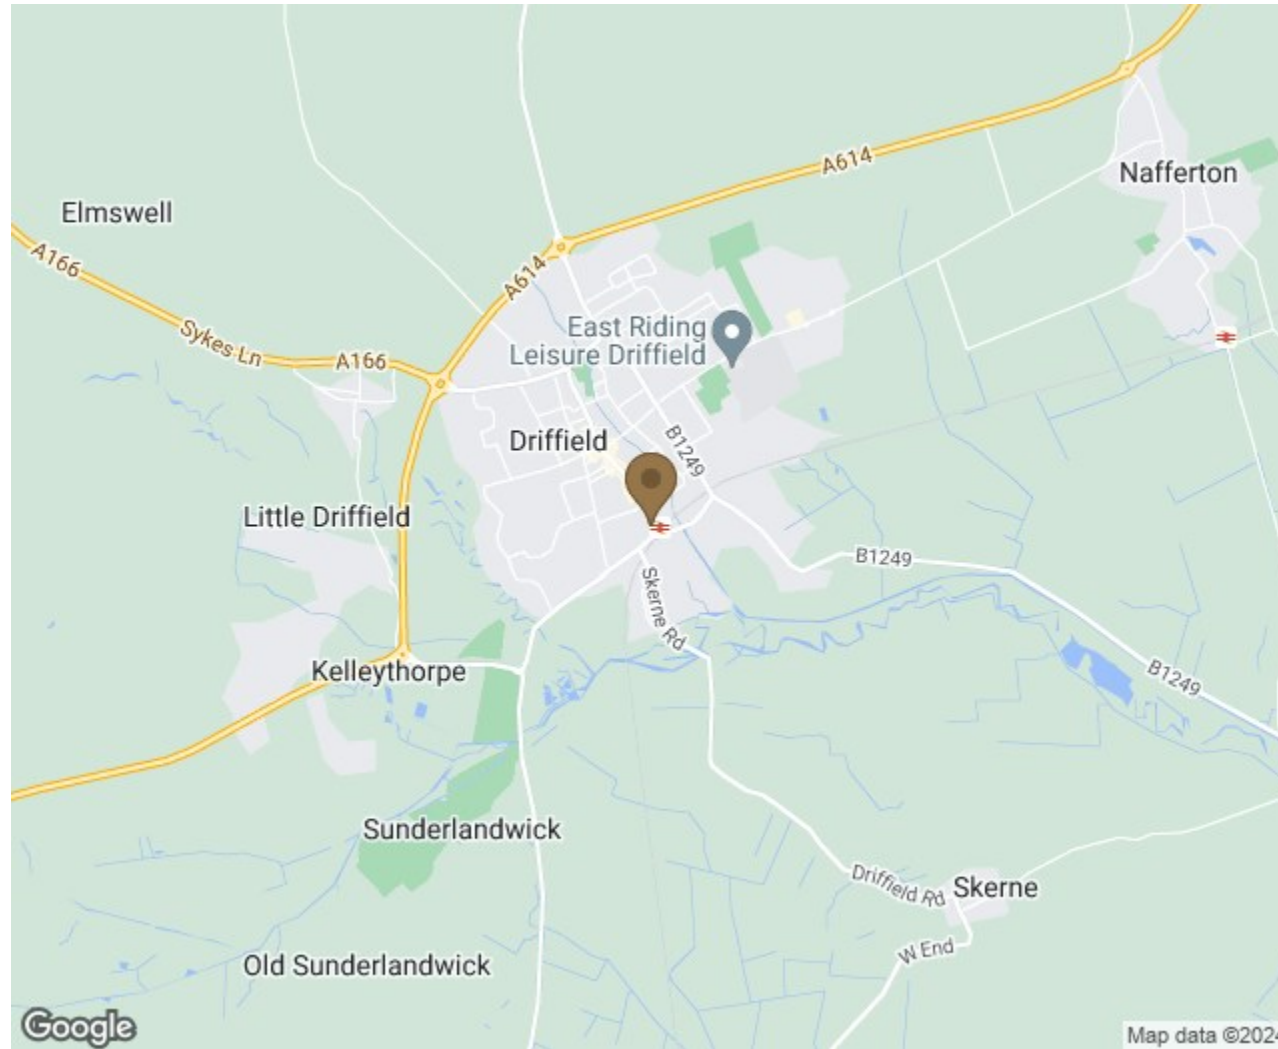 A614
Nafferton
Elmswell
A166
A614
Sykes Ln
A166
East Riding
Leisure Driffield
Driffield
B1249
Little Driffield
B1249
Skerne Rd
Kelleythorpe
B1249
Sunderlandwick
Driffield Rd
Skerne
W End
Old Sunderlandwick
Google
Map data ©2024